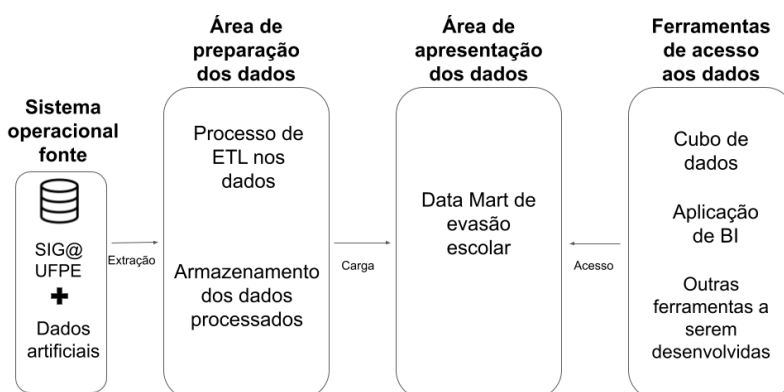 Sistema
operacional
fonte
SIG@
UFPE
+
Dados
artificiais
Extração
Área de
preparação
dos dados
Processo de
ETL nos
dados
Armazenamento
dos dados
processados
Carga
Área de
apresentação
dos dados
Data Mart de
evasão
escolar
Acesso
Ferramentas
de acesso
aos dados
Cubo de
dados
Aplicação
de BI
Outras
ferramentas a
serem
desenvolvidas